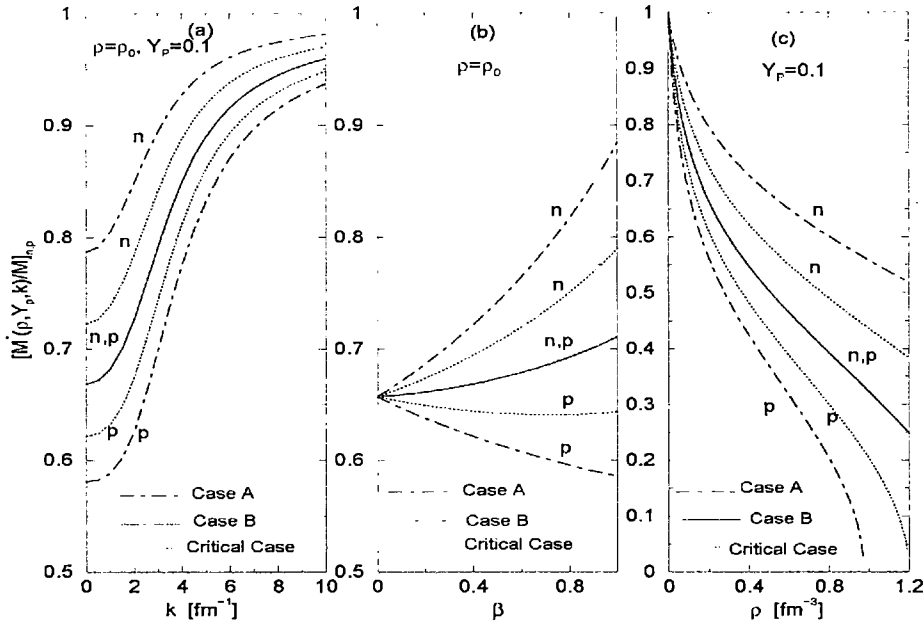 [M*(ρ,Yp,k)/M]n,p
(a)
ρ=ρ0, YP=0.1
n
n
n,p
p
p
Case A
Case B
Critical Case
1
0.9
0.8
0.7
0.6
0.5
0 2 4 6 8 10
k [fm⁻¹]
(b)
ρ=ρ0
n
n
n,p
p
p
Case A
Case B
Critical Case
1
0.9
0.8
0.7
0.6
0.5
0 0.4 0.8
β
(c)
YP=0.1
n
n
n,p
p
p
Case A
Case B
Critical Case
1
0.9
0.8
0.7
0.6
0.5
0.4
0.3
0.2
0.1
0
0 0.4 0.8 1.2
ρ [fm⁻³]